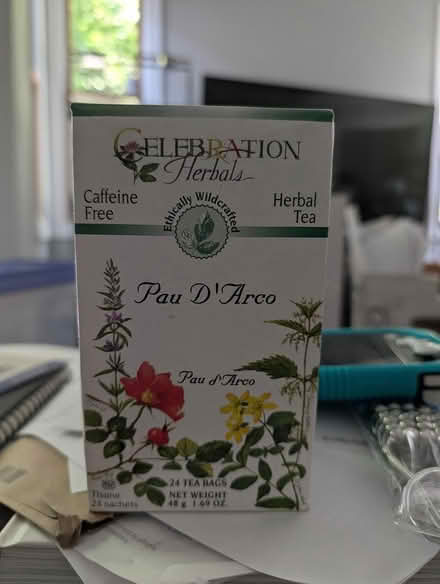 CELEBRATION
Herbals
Caffeine Free
Ethically Wildcrafted
Herbal Tea
Pau D'Arco
Pau d'Arco
24 TEA BAGS
NET WEIGHT
48 g 1.69 OZ.
Tisane
24 sachets